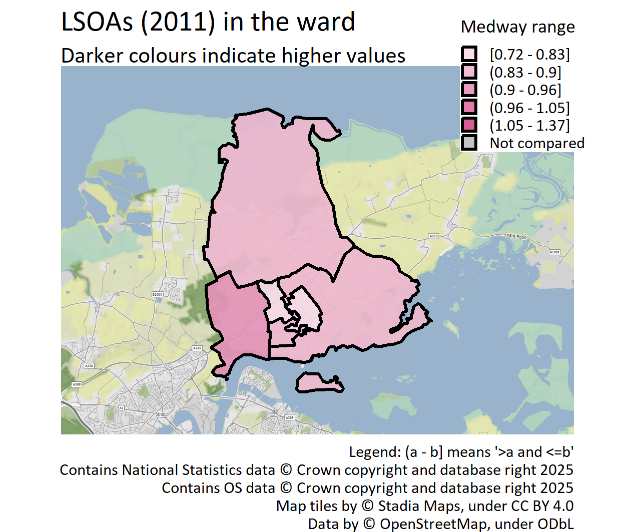 LSOAs (2011) in the ward
Darker colours indicate higher values
Medway range
[0.72 - 0.83]
(0.83 - 0.9]
(0.9 - 0.96]
(0.96 - 1.05]
(1.05 - 1.37]
Not compared
Legend: (a - b] means '>a and <=b'
Contains National Statistics data © Crown copyright and database right 2025
Contains OS data © Crown copyright and database right 2025
Map tiles by © Stadia Maps, under CC BY 4.0
Data by © OpenStreetMap, under ODbL